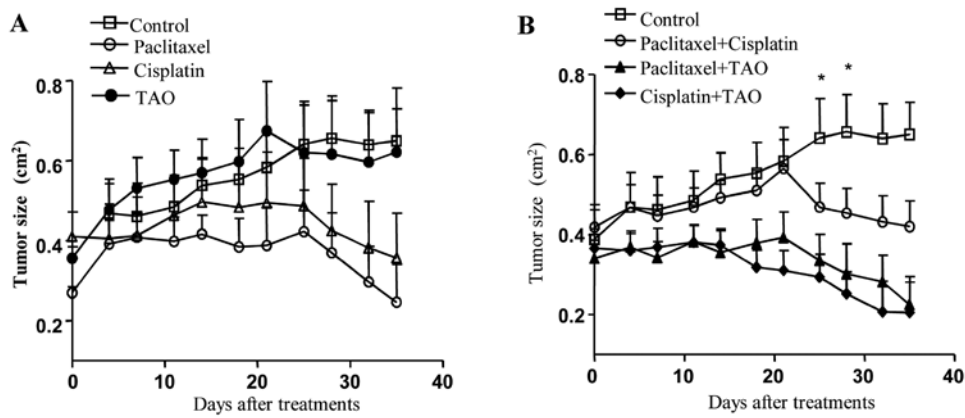 A
Control
Paclitaxel
Cisplatin
TAO
0.8
0.6
0.4
0.2
Tumor size (cm²)
0 10 20 30 40
Days after treatments
B
Control
Paclitaxel+Cisplatin
Paclitaxel+TAO
Cisplatin+TAO
* *
0.8
0.6
0.4
0.2
Tumor size (cm²)
0 10 20 30 40
Days after treatments